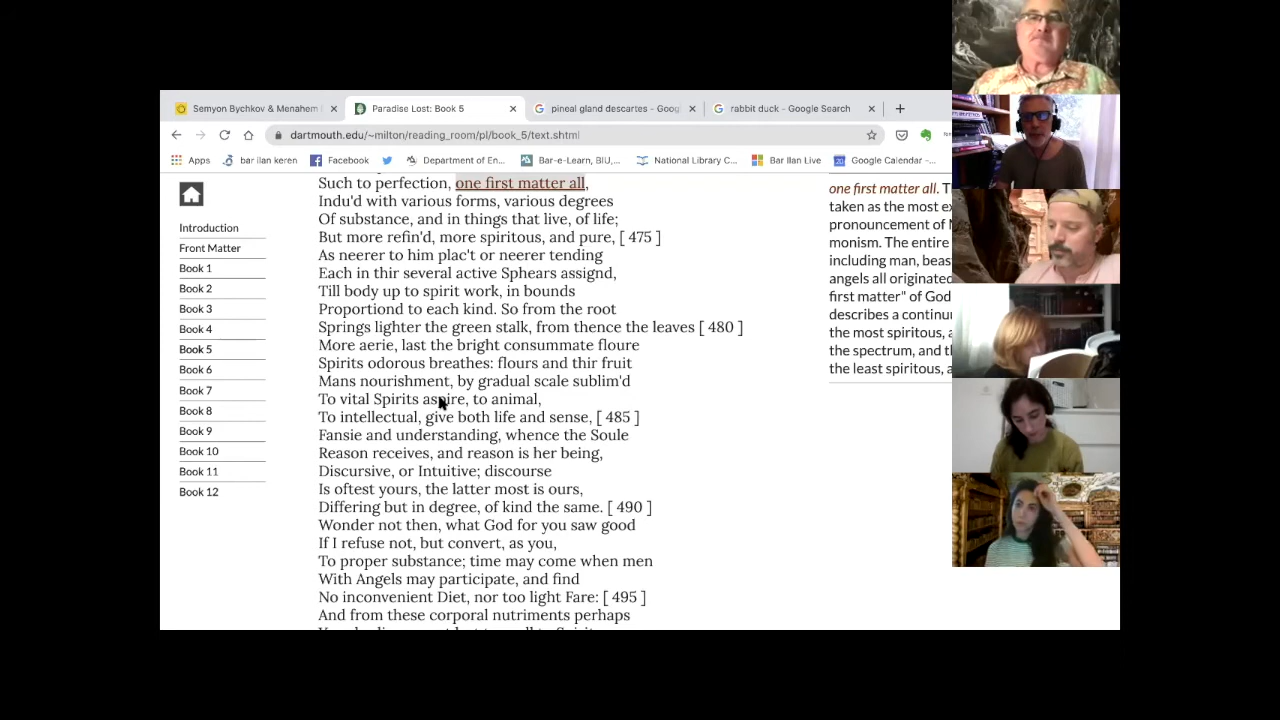 Semyon Bychkov & Menahem
Paradise Lost: Book 5
pineal gland descartes - Goog
rabbit duck - Google Search
dartmouth.edu/~milton/reading_room/pl/book_5/text.shtml
Apps
bar ilan keren
Facebook
Twitter
Department of En...
Bar-e-Learn, BIU,...
National Library C...
Bar Ilan Live
Google Calendar -...
Introduction
Front Matter
Book 1
Book 2
Book 3
Book 4
Book 5
Book 6
Book 7
Book 8
Book 9
Book 10
Book 11
Book 12
Such to perfection, one first matter all,
Indu'd with various forms, various degrees
Of substance, and in things that live, of life;
But more refin'd, more spiritous, and pure, [ 475 ]
As neerer to him plac't or neerer tending
Each in thir several active Sphears assignd,
Till body up to spirit work, in bounds
Proportiond to each kind. So from the root
Springs lighter the green stalk, from thence the leaves [ 480 ]
More aerie, last the bright consummate floure
Spirits odorous breathes: flours and thir fruit
Mans nourishment, by gradual scale sublim'd
To vital Spirits aspire, to animal,
To intellectual, give both life and sense, [ 485 ]
Fansie and understanding, whence the Soule
Reason receives, and reason is her being,
Discursive, or Intuitive; discourse
Is oftest yours, the latter most is ours,
Differing but in degree, of kind the same. [ 490 ]
Wonder not then, what God for you saw good
If I refuse not, but convert, as you,
To proper substance; time may come when men
With Angels may participate, and find
No inconvenient Diet, nor too light Fare: [ 495 ]
And from these corporal nutriments perhaps
one first matter all. T
taken as the most ex
pronouncement of M
monism. The entire
including man, beas
angels all originated
first matter" of God
describes a continu
the most spiritous, a
the spectrum, and th
the least spiritous, a